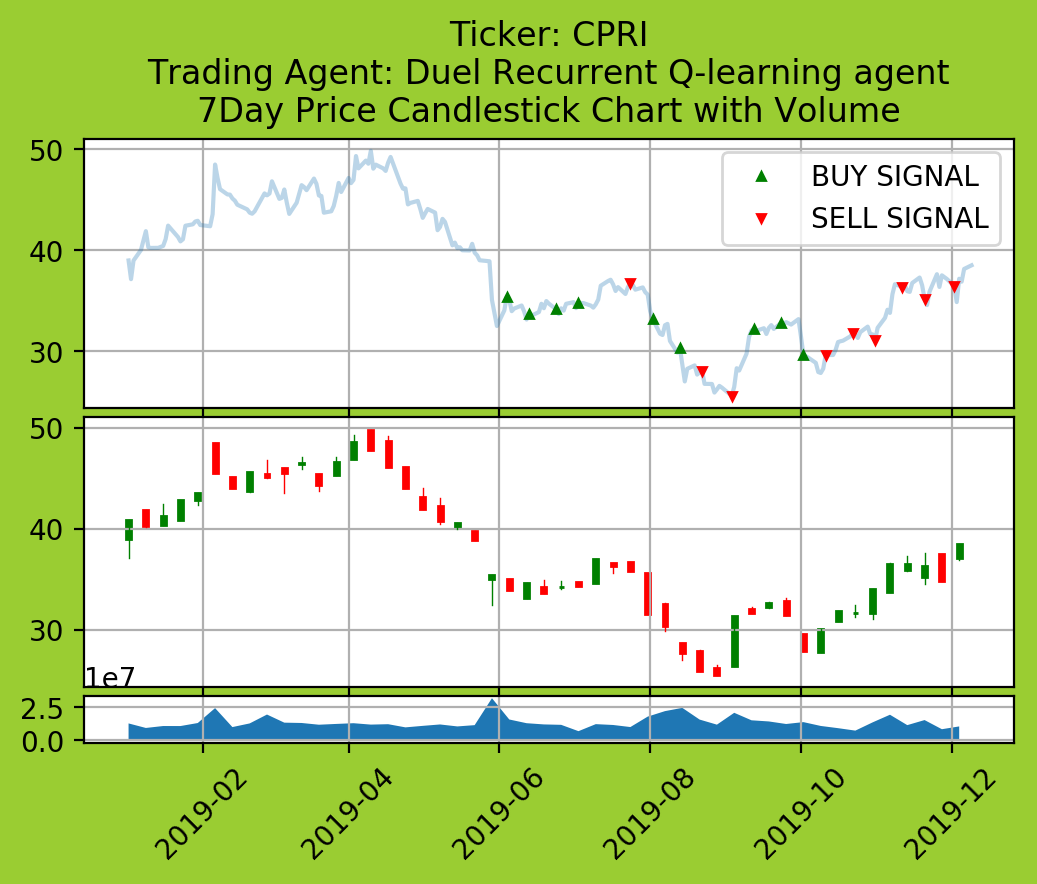 Ticker: CPRI
Trading Agent: Duel Recurrent Q-learning agent
7Day Price Candlestick Chart with Volume
50
40
30
BUY SIGNAL
SELL SIGNAL
50
40
30
1e7
2.5
0.0
2019-02
2019-04
2019-06
2019-08
2019-10
2019-12